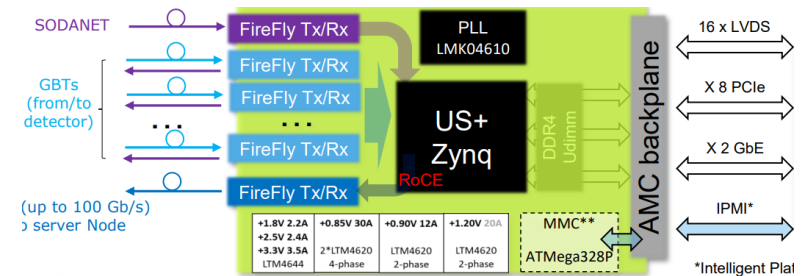 SODANET
FireFly Tx/Rx
PLL
LMK04610
16 x LVDS
GBTs
(from/to
detector)
FireFly Tx/Rx
FireFly Tx/Rx
...
...
FireFly Tx/Rx
US+
Zynq
DDR4
Udimm
AMC backplane
X 8 PCIe
X 2 GbE
RoCE
FireFly Tx/Rx
(up to 100 Gb/s)
o server Node
IPMI*
+1.8V 2.2A
+2.5V 2.4A
+3.3V 3.5A
LTM4644
+0.85V 30A
2*LTM4620
4-phase
+0.90V 12A
LTM4620
2-phase
+1.20V 20A
LTM4620
2-phase
MMC**
ATMega328P
*Intelligent Plat